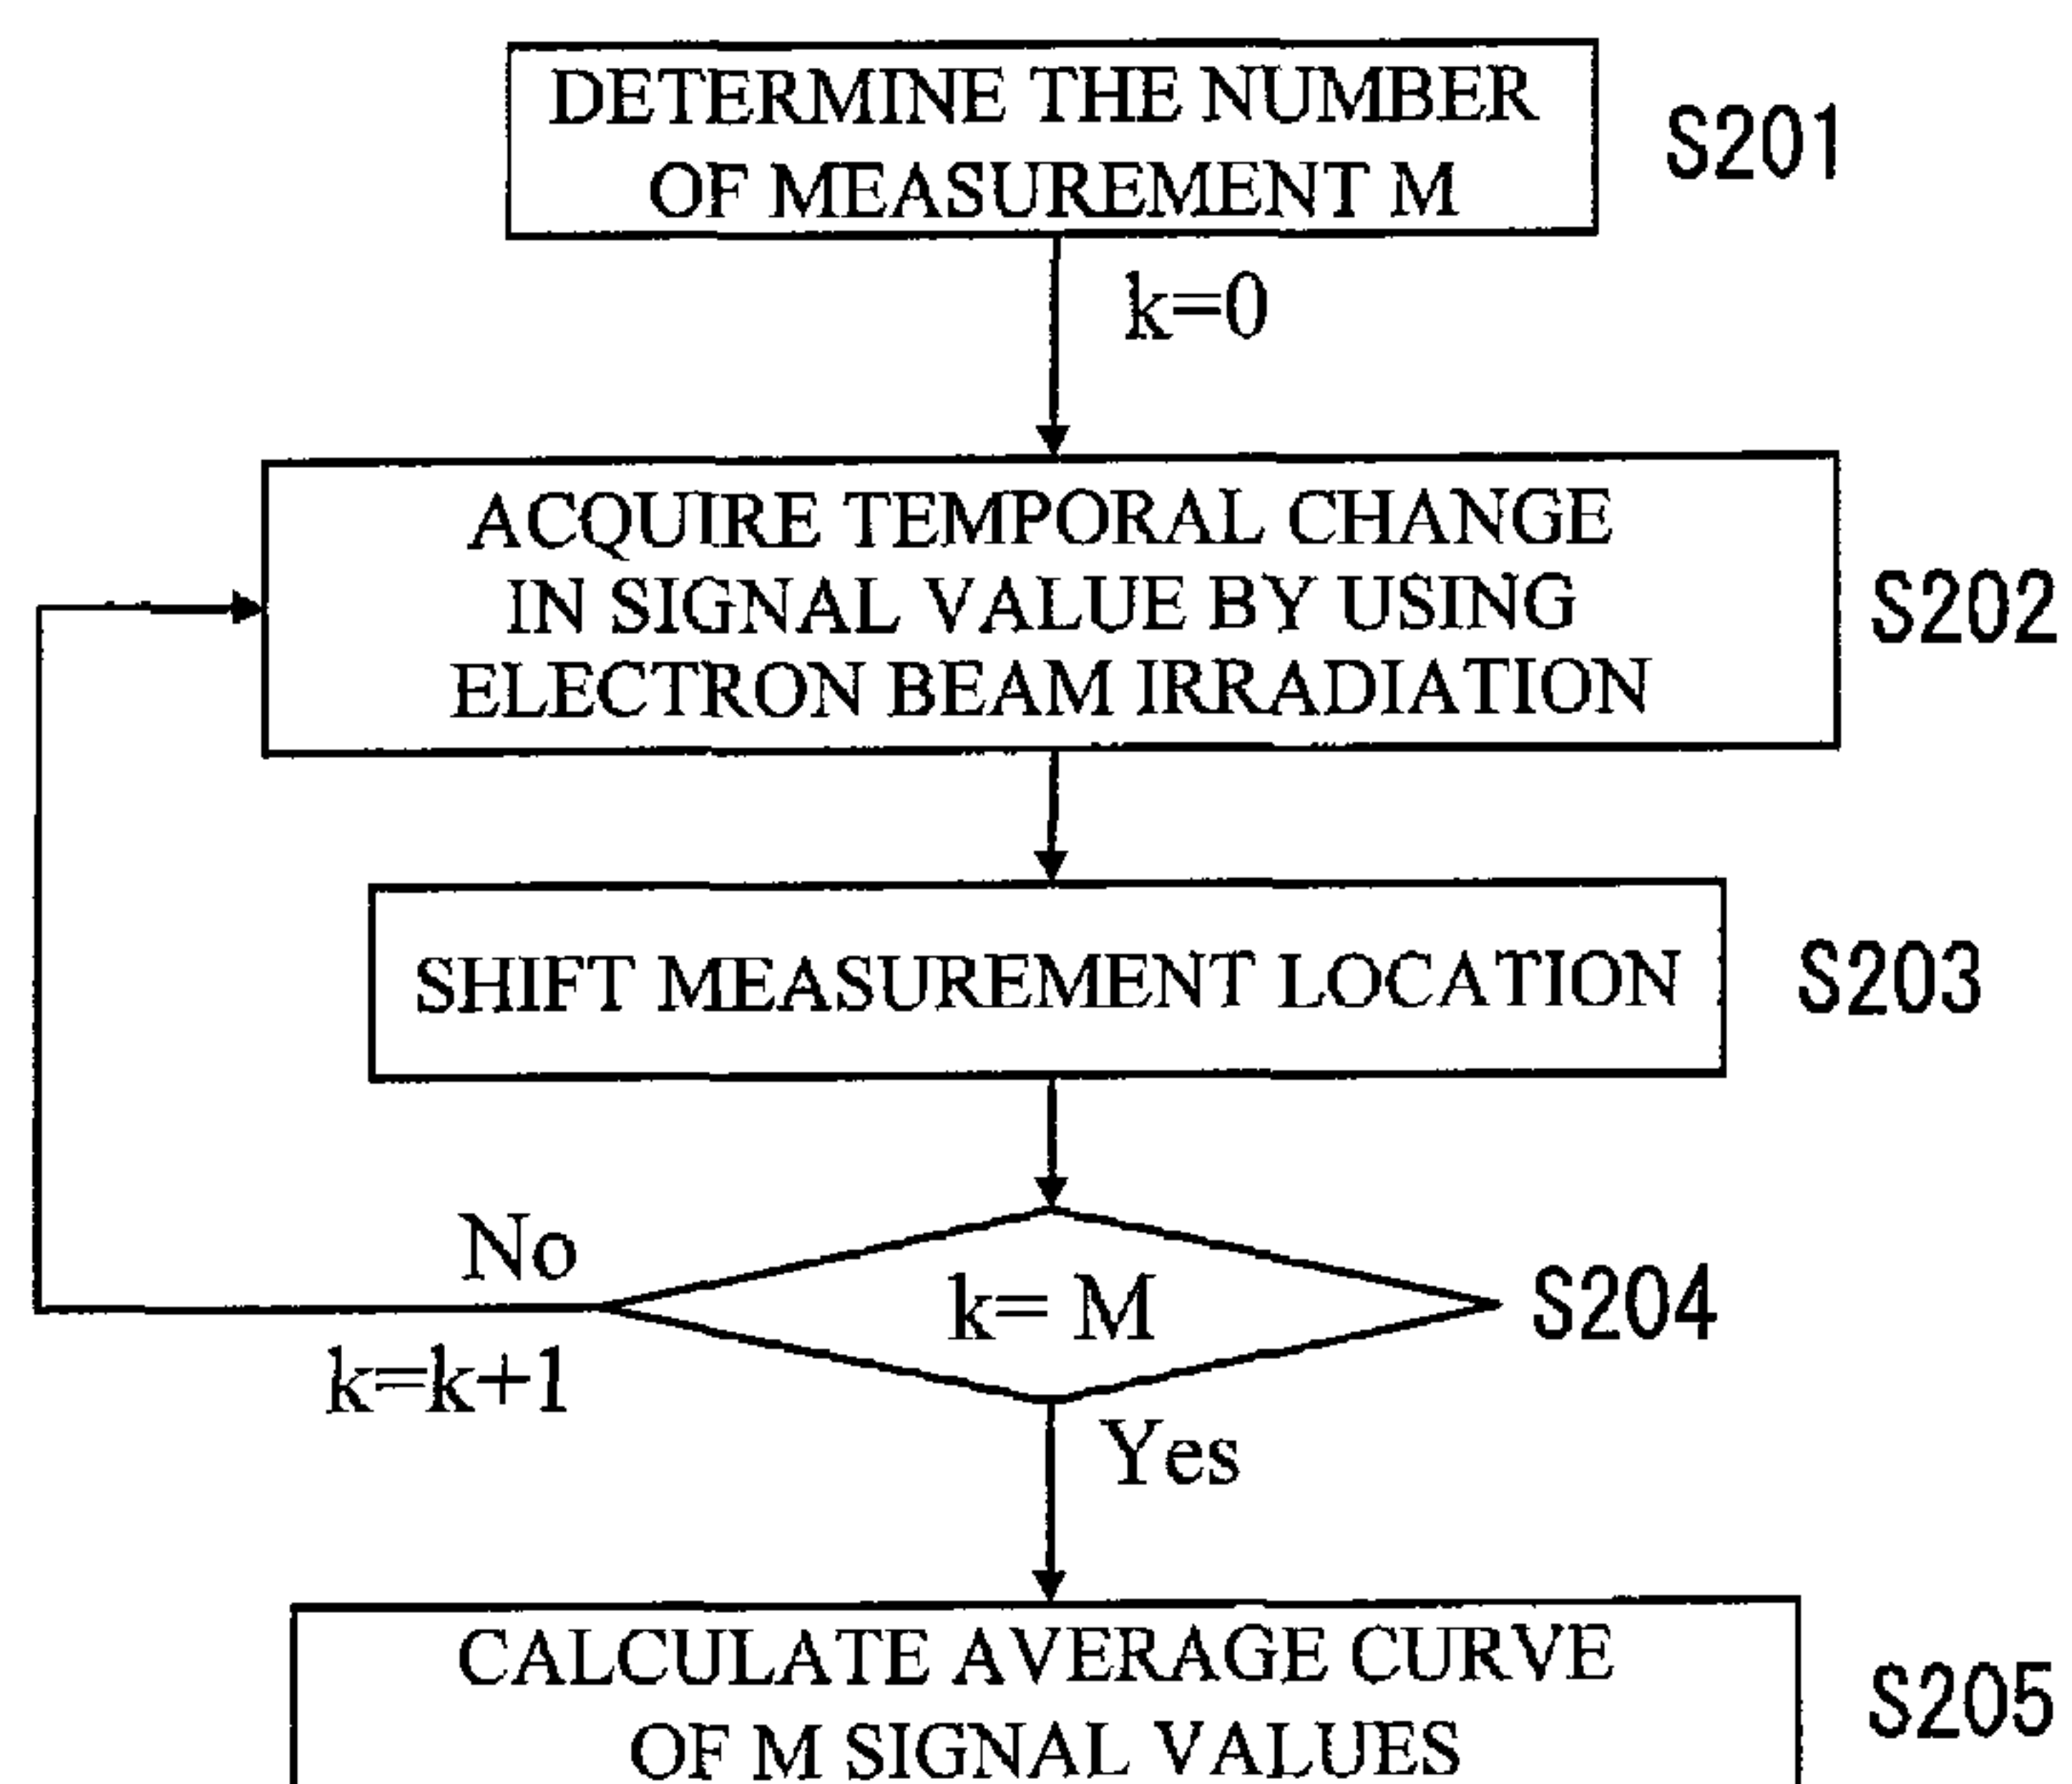 DETERMINE THE NUMBER
OF MEASUREMENT M
S201
k=0
ACQUIRE TEMPORAL CHANGE
IN SIGNAL VALUE BY USING
ELECTRON BEAM IRRADIATION
S202
SHIFT MEASUREMENT LOCATION
S203
No
k= M
S204
k=k+1
Yes
CALCULATE AVERAGE CURVE
OF M SIGNAL VALUES
S205